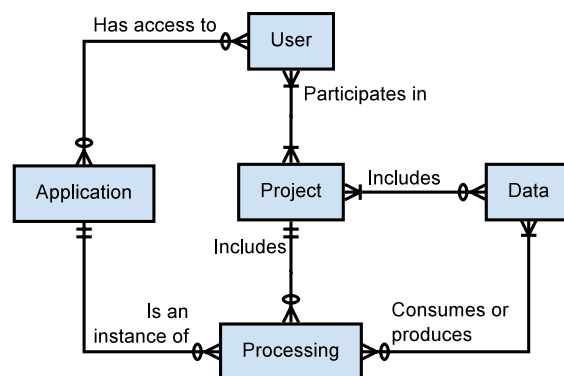 Has access to
User
Participates in
Application
Project
Includes
Data
Includes
Is an
instance of
Consumes or
produces
Processing